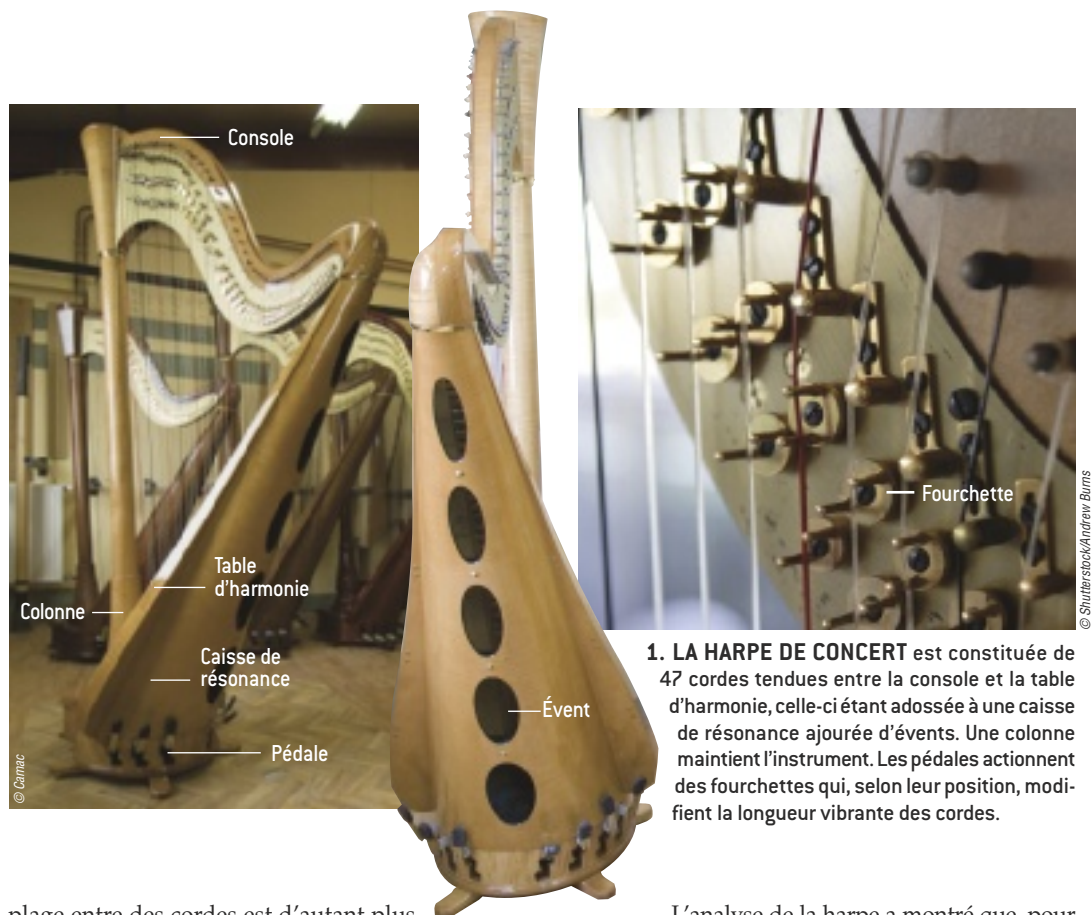 Console
Table
d'harmonie
Colonne
Caisse de
résonance
Pédale
© Camac
Évent
Fourchette
© Shutterstock/Andrew Burns
1. LA HARPE DE CONCERT est constituée de
47 cordes tendues entre la console et la table
d'harmonie, celle-ci étant adossée à une caisse
de résonance ajourée d'évents. Une colonne
maintient l'instrument. Les pédales actionnent
des fourchettes qui, selon leur position, modi-
fient la longueur vibrante des cordes.
plage entre des cordes est d'autant plus
L'analyse de la harpe a montré que, pour